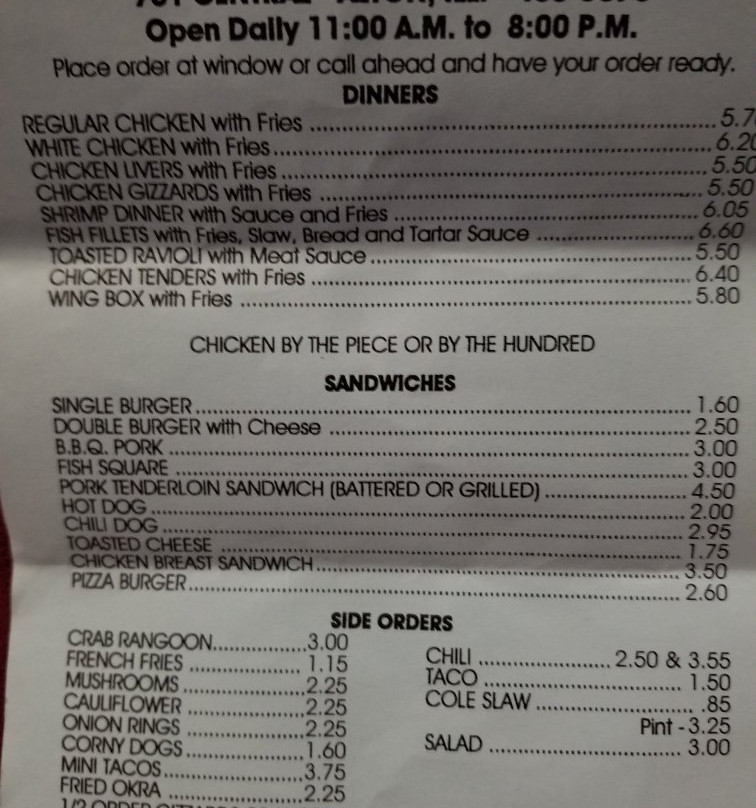 Open Daily 11:00 A.M. to 8:00 P.M.
Place order at window or call ahead and have your order ready.
DINNERS
REGULAR CHICKEN with Fries 5.7
WHITE CHICKEN with Fries 6.20
CHICKEN LIVERS with Fries 5.50
CHICKEN GIZZARDS with Fries 5.50
SHRIMP DINNER with Sauce and Fries 6.05
FISH FILLETS with Fries, Slaw, Bread and Tartar Sauce 6.60
TOASTED RAVIOLI with Meat Sauce 5.50
CHICKEN TENDERS with Fries 6.40
WING BOX with Fries 5.80
CHICKEN BY THE PIECE OR BY THE HUNDRED
SANDWICHES
SINGLE BURGER 1.60
DOUBLE BURGER with Cheese 2.50
B.B.Q. PORK 3.00
FISH SQUARE 3.00
PORK TENDERLOIN SANDWICH (BATTERED OR GRILLED) 4.50
HOT DOG 2.00
CHILI DOG 2.95
TOASTED CHEESE 1.75
CHICKEN BREAST SANDWICH 3.50
PIZZA BURGER 2.60
SIDE ORDERS
CRAB RANGOON 3.00
FRENCH FRIES 1.15
MUSHROOMS 2.25
CAULIFLOWER 2.25
ONION RINGS 2.25
CORNY DOGS 1.60
MINI TACOS 3.75
FRIED OKRA 2.25
CHILI 2.50 & 3.55
TACO 1.50
COLE SLAW .85
Pint - 3.25
SALAD 3.00